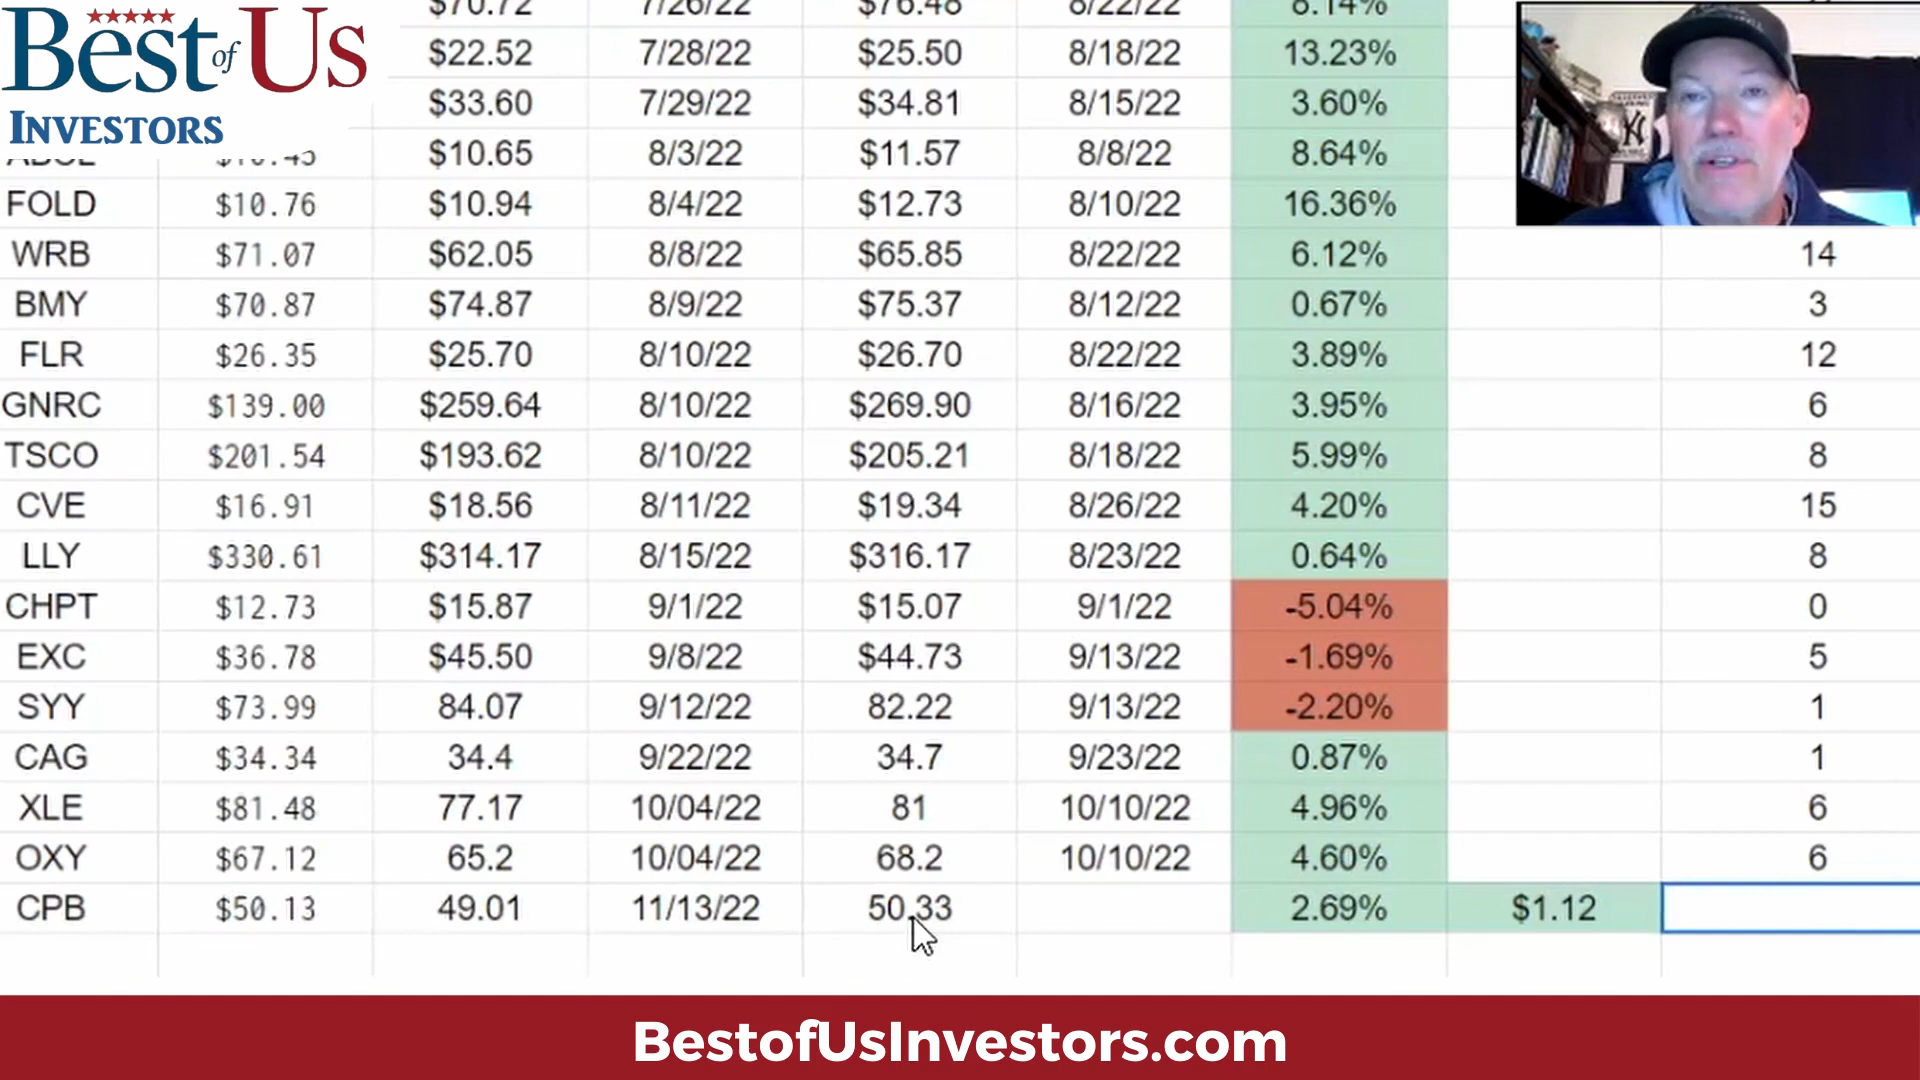 Best of Us
INVESTORS
$70.72 7/26/22 $76.48 8/22/22 8.14%
$22.52 7/28/22 $25.50 8/18/22 13.23%
$33.60 7/29/22 $34.81 8/15/22 3.60%
$10.65 8/3/22 $11.57 8/8/22 8.64%
FOLD $10.76 $10.94 8/4/22 $12.73 8/10/22 16.36%
WRB $71.07 $62.05 8/8/22 $65.85 8/22/22 6.12% 14
BMY $70.87 $74.87 8/9/22 $75.37 8/12/22 0.67% 3
FLR $26.35 $25.70 8/10/22 $26.70 8/22/22 3.89% 12
GNRC $139.00 $259.64 8/10/22 $269.90 8/16/22 3.95% 6
TSCO $201.54 $193.62 8/10/22 $205.21 8/18/22 5.99% 8
CVE $16.91 $18.56 8/11/22 $19.34 8/26/22 4.20% 15
LLY $330.61 $314.17 8/15/22 $316.17 8/23/22 0.64% 8
CHPT $12.73 $15.87 9/1/22 $15.07 9/1/22 -5.04% 0
EXC $36.78 $45.50 9/8/22 $44.73 9/13/22 -1.69% 5
SYY $73.99 84.07 9/12/22 82.22 9/13/22 -2.20% 1
CAG $34.34 34.4 9/22/22 34.7 9/23/22 0.87% 1
XLE $81.48 77.17 10/04/22 81 10/10/22 4.96% 6
OXY $67.12 65.2 10/04/22 68.2 10/10/22 4.60% 6
CPB $50.13 49.01 11/13/22 50.33 2.69% $1.12
BestofUsInvestors.com